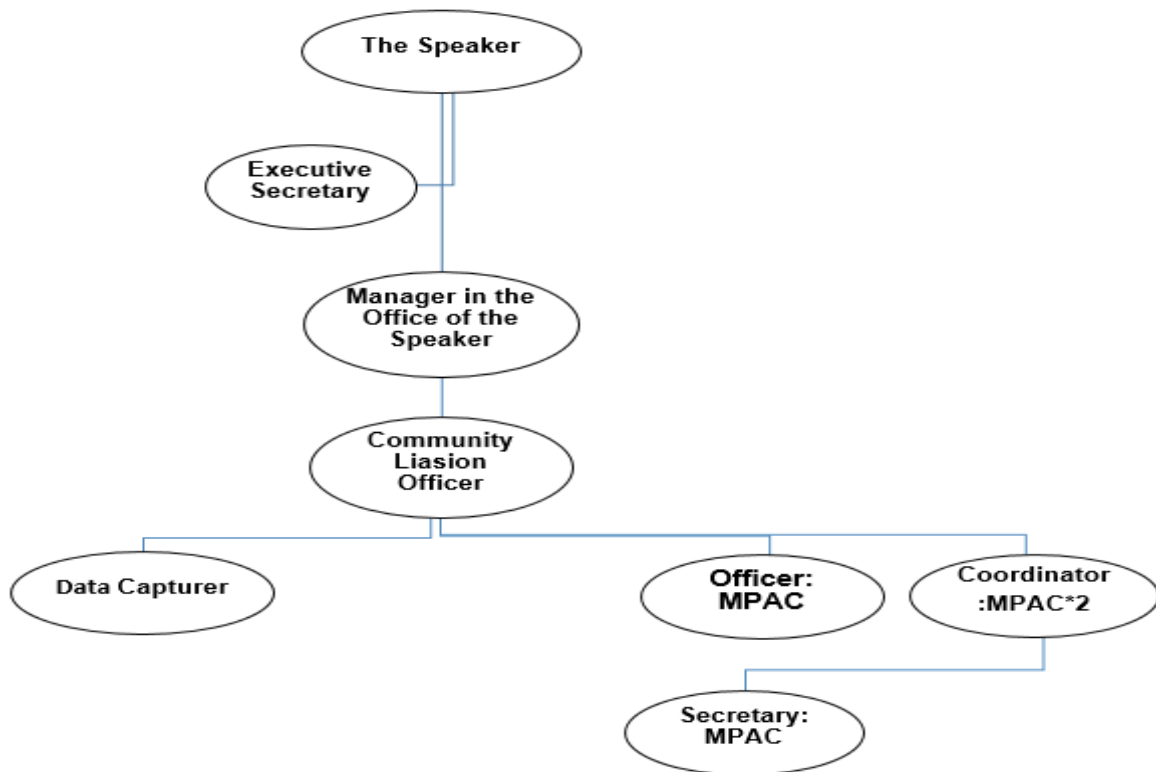 The Speaker
Executive
Secretary
Manager in the
Office of the
Speaker
Community
Liasion
Officer
Data Capturer
Officer:
MPAC
Coordinator
:MPAC*2
Secretary:
MPAC